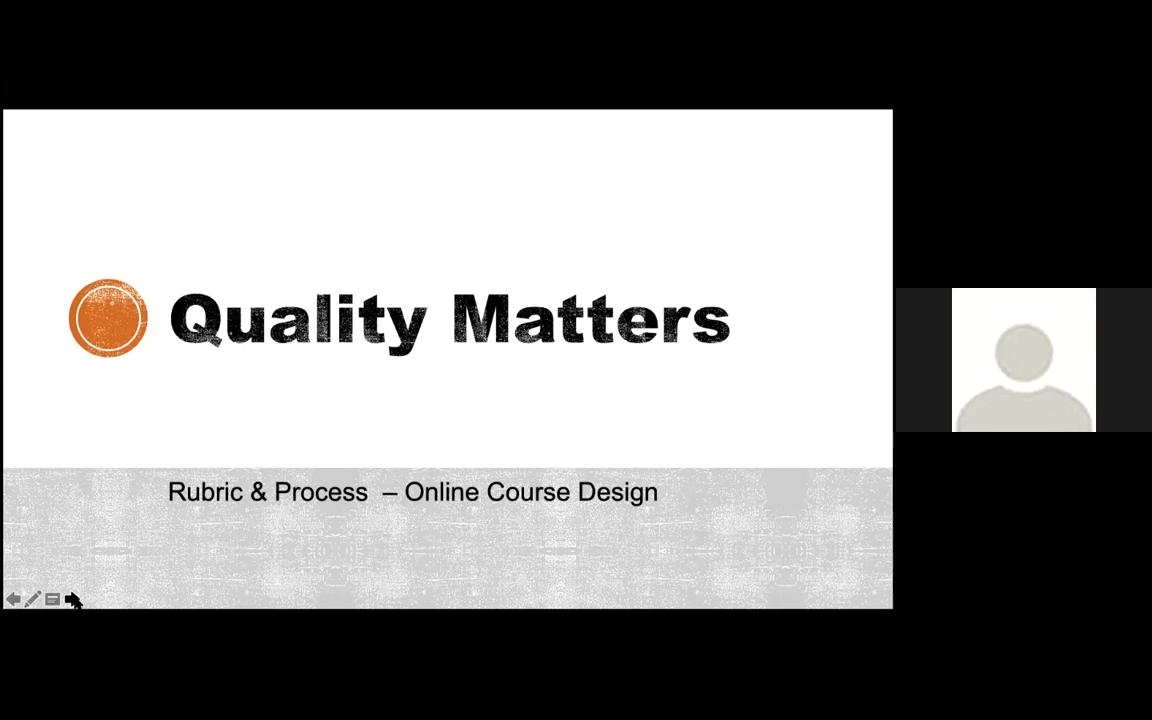 Quality Matters
Rubric & Process – Online Course Design